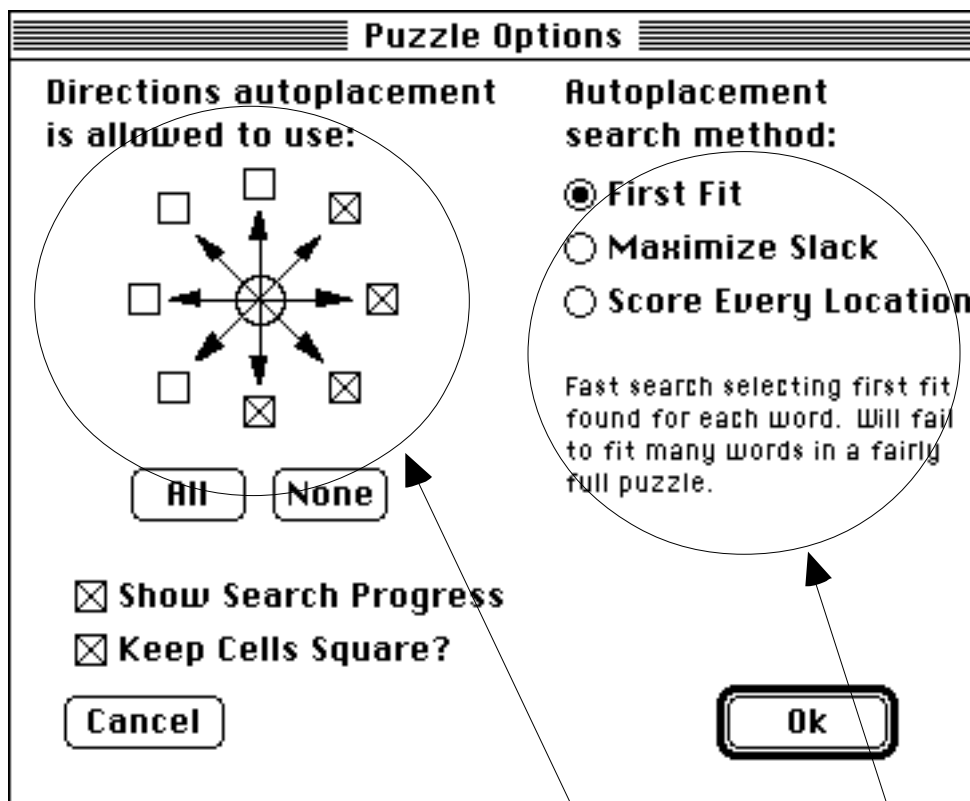 Puzzle Options
Directions autoplacement
is allowed to use:
All
None
Show Search Progress
Keep Cells Square?
Cancel
Autoplacement
search method:
First Fit
Maximize Slack
Score Every Location
Fast search selecting first fit
found for each word. Will fail
to fit many words in a fairly
full puzzle.
Ok